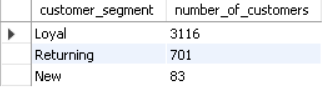 customer_segment number_of_customers
Loyal 3116
Returning 701
New 83